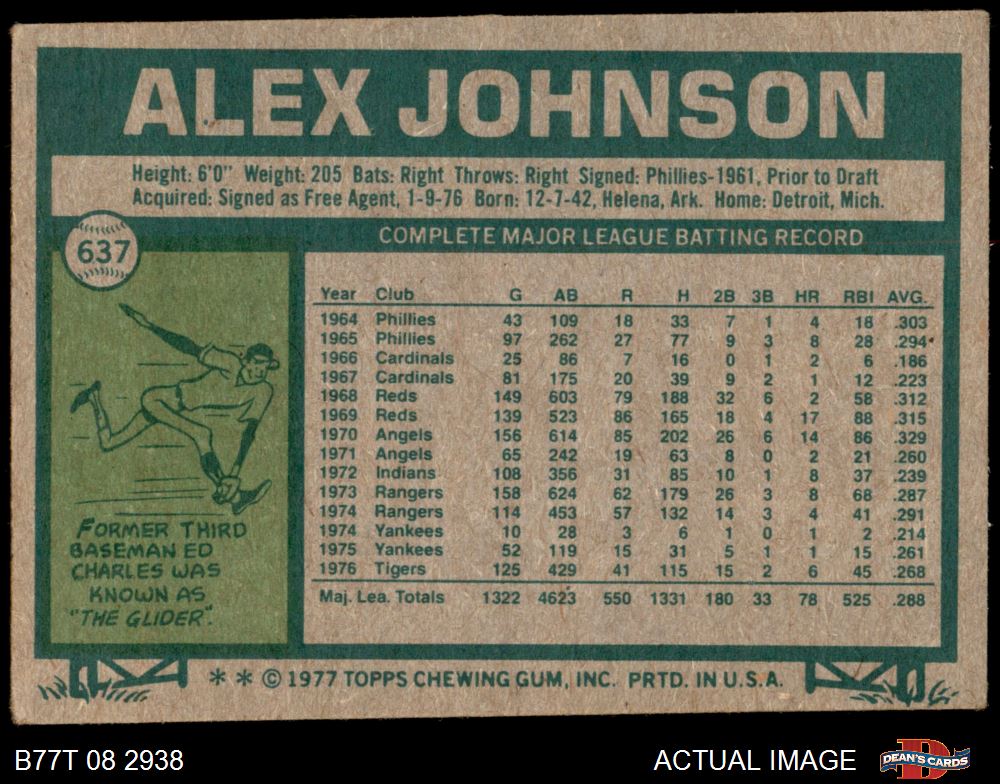 ALEX JOHNSON
Height: 6'0" Weight: 205 Bats: Right Throws: Right Signed: Phillies-1961, Prior to Draft
Acquired: Signed as Free Agent, 1-9-76 Born: 12-7-42, Helena, Ark. Home: Detroit, Mich.
637
COMPLETE MAJOR LEAGUE BATTING RECORD
Year Club G AB R H 2B 3B HR RBI AVG.
1964 Phillies 43 109 18 33 7 1 4 18 .303
1965 Phillies 97 262 27 77 9 3 8 28 .294
1966 Cardinals 25 86 7 16 0 1 2 6 .186
1967 Cardinals 81 175 20 39 9 2 1 12 .223
1968 Reds 149 603 79 188 32 6 2 58 .312
1969 Reds 139 523 86 165 18 4 17 88 .315
1970 Angels 156 614 85 202 26 6 14 86 .329
1971 Angels 65 242 19 63 8 0 2 21 .260
1972 Indians 108 356 31 85 10 1 8 37 .239
1973 Rangers 158 624 62 179 26 3 8 68 .287
1974 Rangers 114 453 57 132 14 3 4 41 .291
1974 Yankees 10 28 3 6 1 0 1 2 .214
1975 Yankees 52 119 15 31 5 1 1 15 .261
1976 Tigers 125 429 41 115 15 2 6 45 .268
Maj. Lea. Totals 1322 4623 550 1331 180 33 78 525 .288
FORMER THIRD
BASEMAN ED
CHARLES WAS
KNOWN AS
"THE GLIDER".
* * © 1977 TOPPS CHEWING GUM, INC. PRTD. IN U.S.A.
B77T 08 2938
ACTUAL IMAGE
D
DEAN'S CARDS